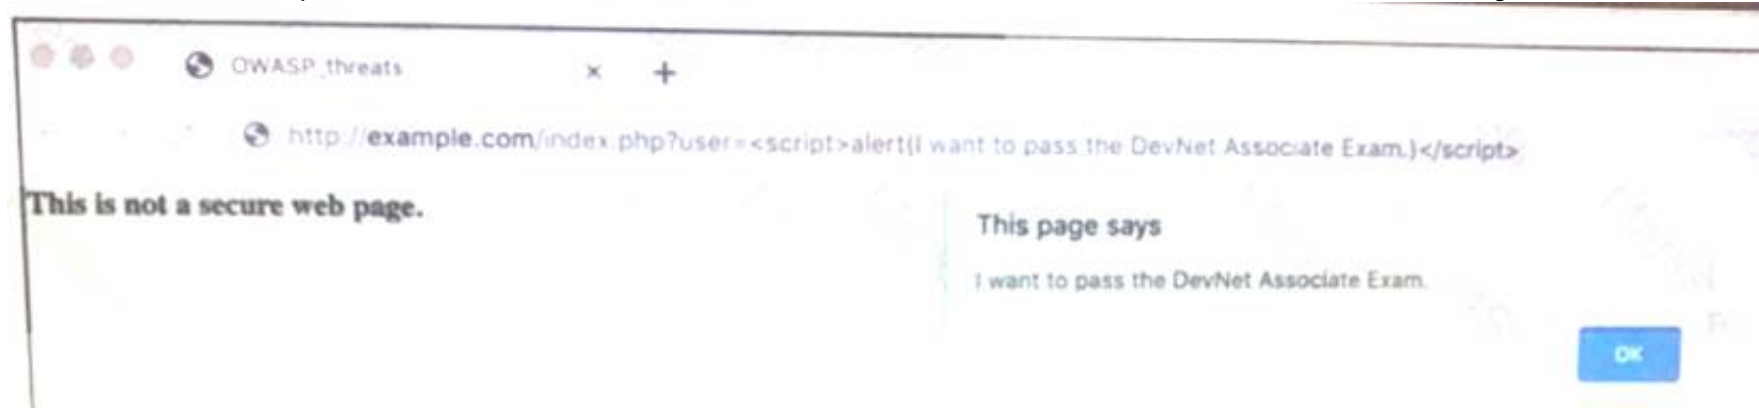 OWASP_threats × +
http://example.com/index.php?user=<script>alert(I want to pass the DevNet Associate Exam.)</script>
This is not a secure web page.
This page says
I want to pass the DevNet Associate Exam.
OK